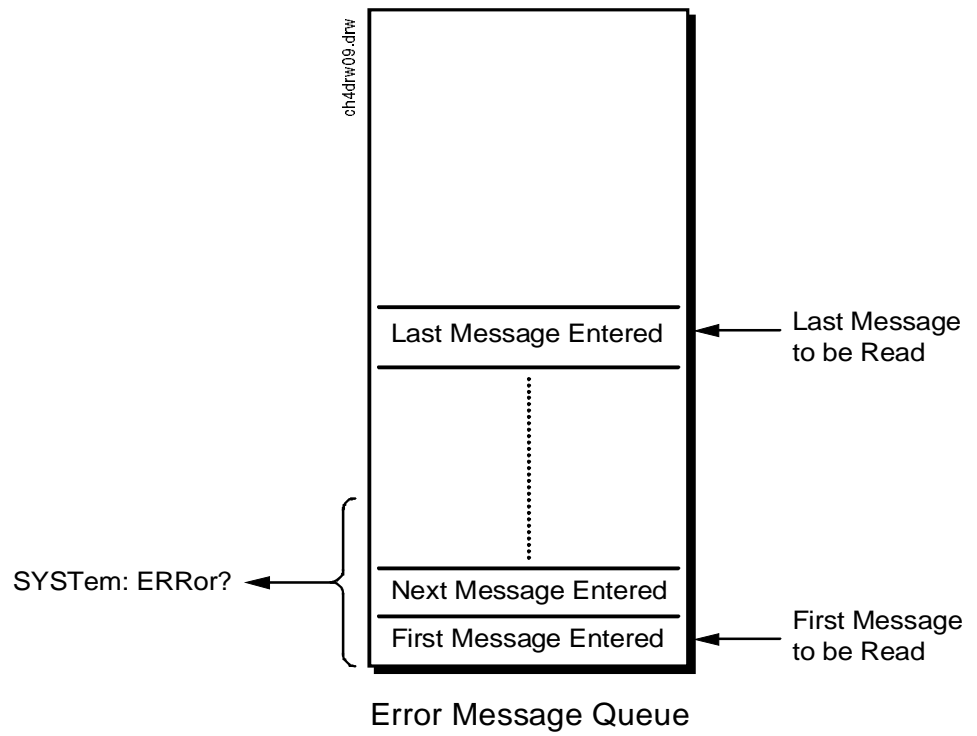 ch4drw09.drw
Last Message Entered
Last Message
to be Read
SYSTem: ERRor?
Next Message Entered
First Message Entered
First Message
to be Read
Error Message Queue